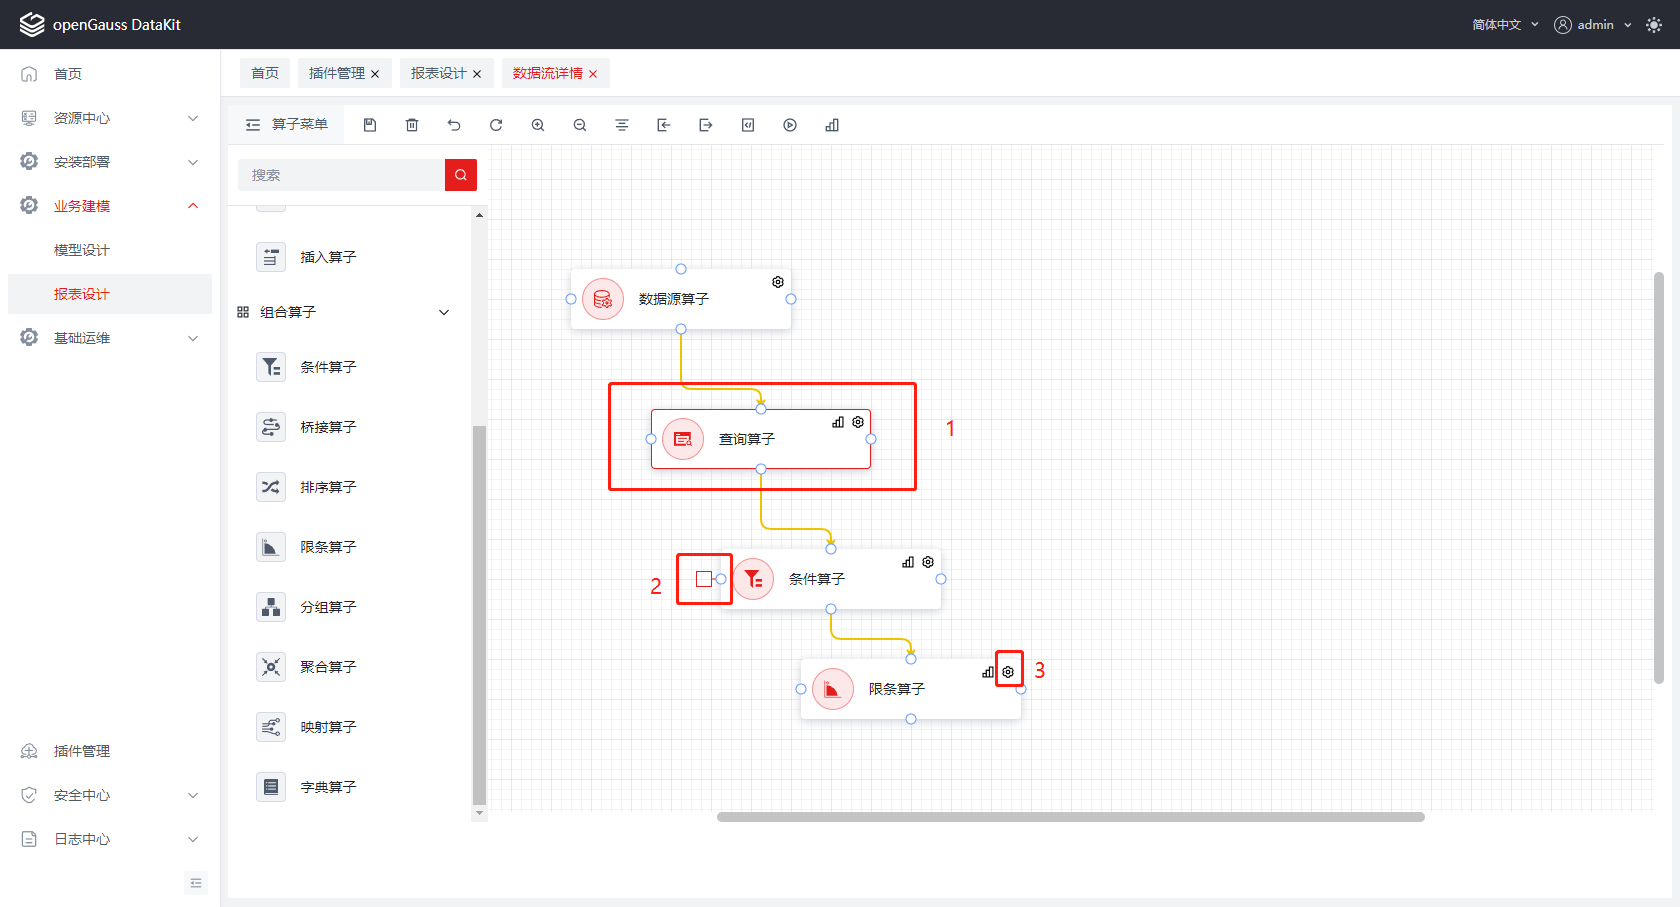 openGauss DataKit
简体中文
admin
首页
资源中心
安装部署
业务建模
模型设计
报表设计
基础运维
插件管理
安全中心
日志中心
首页
插件管理
报表设计
数据流详情
算子菜单
搜索
插入算子
组合算子
条件算子
桥接算子
排序算子
限条算子
分组算子
聚合算子
映射算子
字典算子
数据源算子
查询算子
1
2
条件算子
3
限条算子